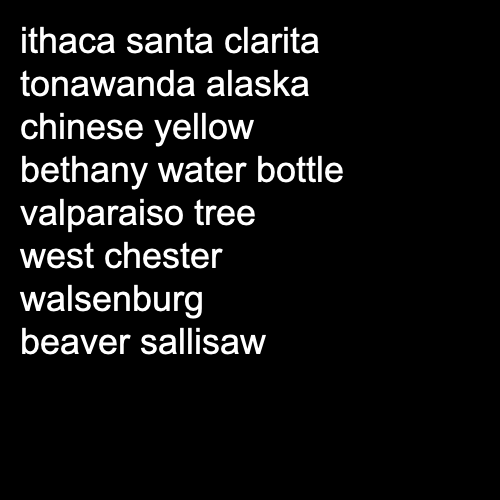 ithaca santa clarita
tonawanda alaska
chinese yellow
bethany water bottle
valparaiso tree
west chester
walsenburg
beaver sallisaw